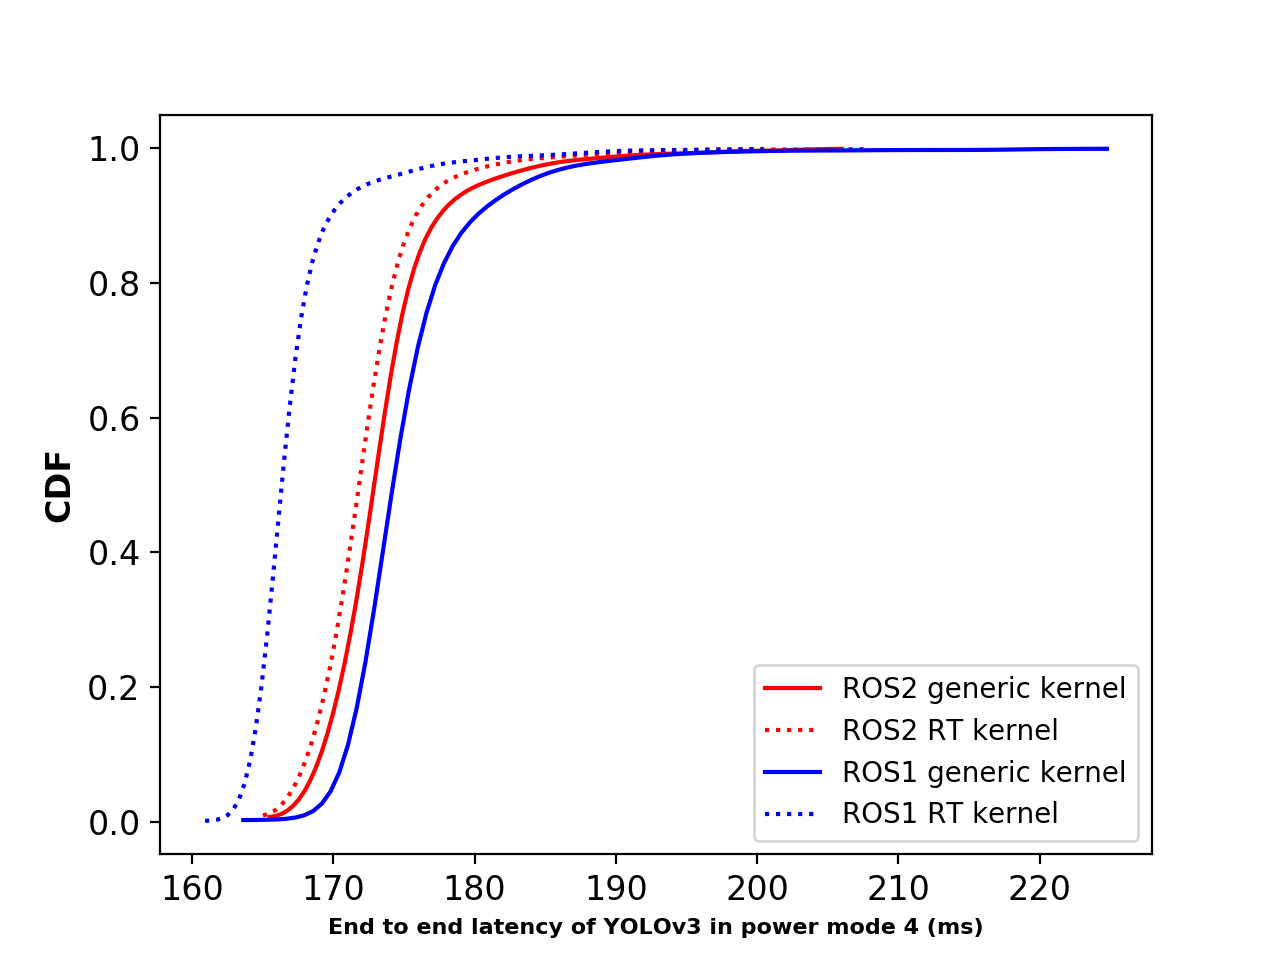 1.0
0.8
0.6
0.4
0.2
0.0
CDF
ROS2 generic kernel
ROS2 RT kernel
ROS1 generic kernel
ROS1 RT kernel
160 170 180 190 200 210 220
End to end latency of YOLOv3 in power mode 4 (ms)